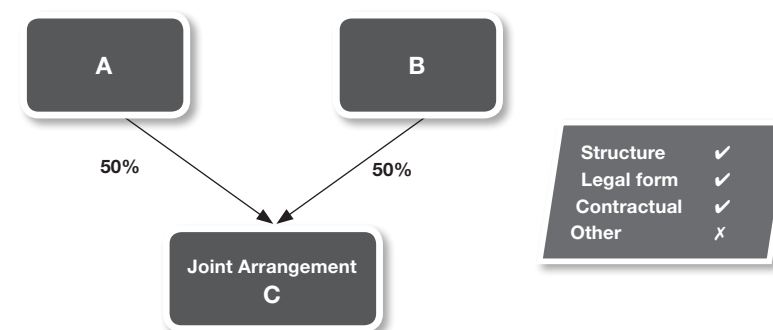 A
B
50%
50%
Structure ✔
Legal form ✔
Contractual ✔
Other ✗
Joint Arrangement
C